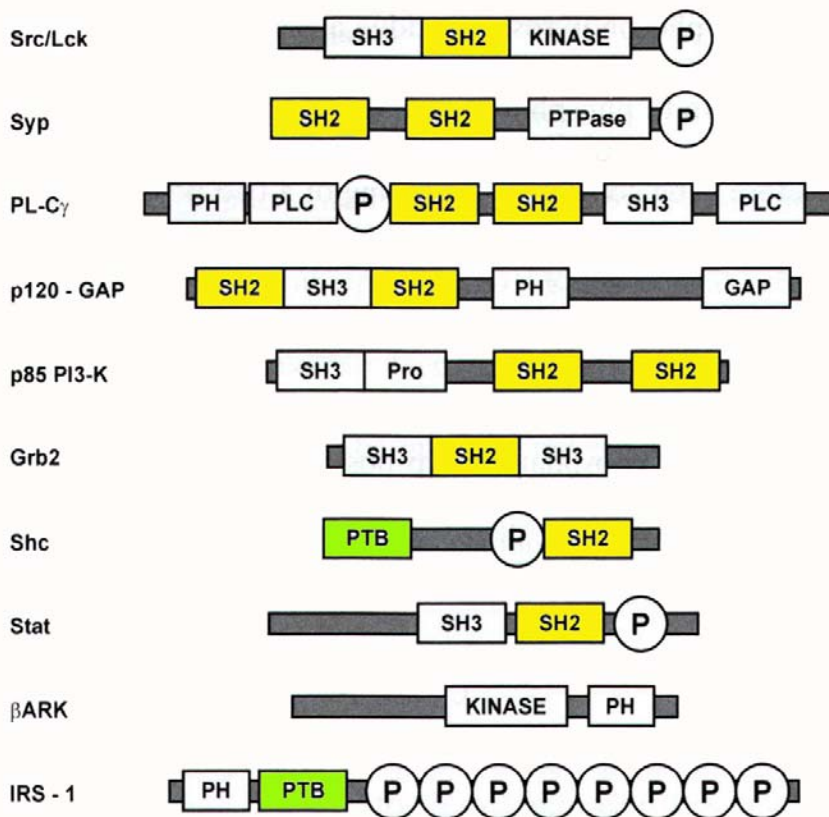 Src/Lck SH3 SH2 KINASE P
Syp SH2 SH2 PTPase P
PL-Cγ PH PLC P SH2 SH2 SH3 PLC
p120 - GAP SH2 SH3 SH2 PH GAP
p85 PI3-K SH3 Pro SH2 SH2
Grb2 SH3 SH2 SH3
Shc PTB P SH2
Stat SH3 SH2 P
βARK KINASE PH
IRS - 1 PH PTB P P P P P P P P